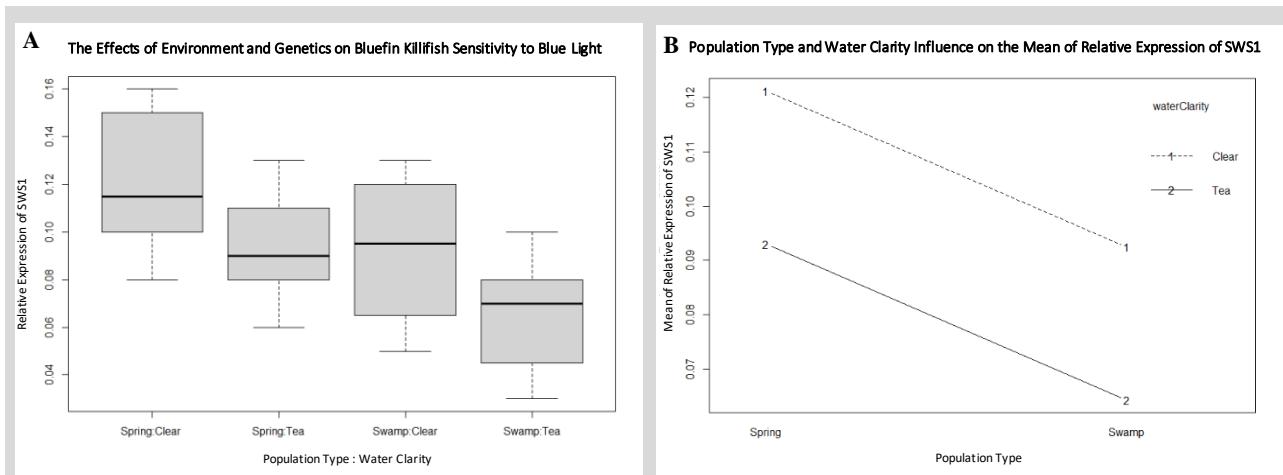 A
The Effects of Environment and Genetics on Bluefin Killifish Sensitivity to Blue Light
Relative Expression of SWS1
0.16
0.14
0.12
0.10
0.08
0.06
0.04
Spring:Clear
Spring:Tea
Swamp:Clear
Swamp:Tea
Population Type : Water Clarity
B
Population Type and Water Clarity Influence on the Mean of Relative Expression of SWS1
Mean of Relative Expression of SWS1
0.12
0.11
0.10
0.09
0.08
0.07
1
2
1
2
waterClarity
1 Clear
2 Tea
Spring
Swamp
Population Type